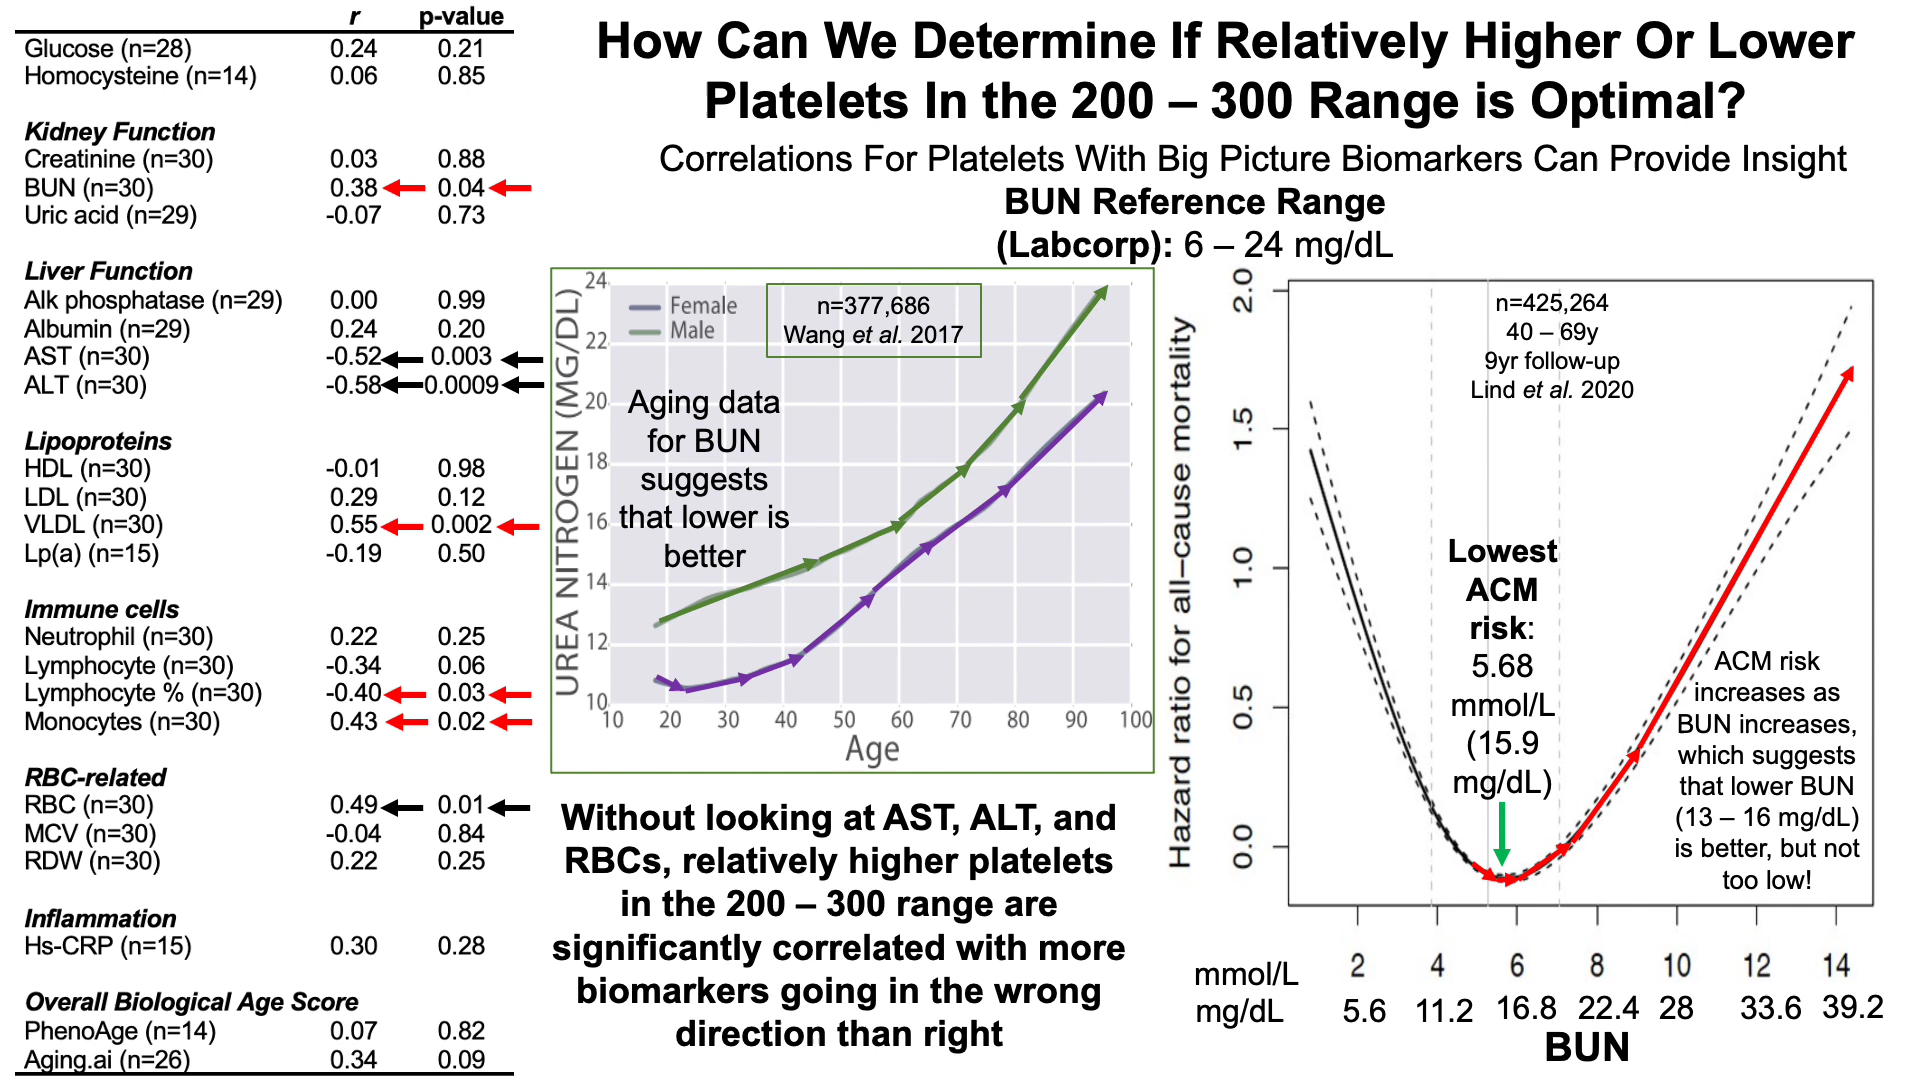 How Can We Determine If Relatively Higher Or Lower
Platelets In the 200 – 300 Range is Optimal?
Correlations For Platelets With Big Picture Biomarkers Can Provide Insight
BUN Reference Range
(Labcorp): 6 – 24 mg/dL
r p-value
Glucose (n=28) 0.24 0.21
Homocysteine (n=14) 0.06 0.85
Kidney Function
Creatinine (n=30) 0.03 0.88
BUN (n=30) 0.38 0.04
Uric acid (n=29) -0.07 0.73
Liver Function
Alk phosphatase (n=29) 0.00 0.99
Albumin (n=29) 0.24 0.20
AST (n=30) -0.52 0.003
ALT (n=30) -0.58 0.0009
Lipoproteins
HDL (n=30) -0.01 0.98
LDL (n=30) 0.29 0.12
VLDL (n=30) 0.55 0.002
Lp(a) (n=15) -0.19 0.50
Immune cells
Neutrophil (n=30) 0.22 0.25
Lymphocyte (n=30) -0.34 0.06
Lymphocyte % (n=30) -0.40 0.03
Monocytes (n=30) 0.43 0.02
RBC-related
RBC (n=30) 0.49 0.01
MCV (n=30) -0.04 0.84
RDW (n=30) 0.22 0.25
Inflammation
Hs-CRP (n=15) 0.30 0.28
Overall Biological Age Score
PhenoAge (n=14) 0.07 0.82
Aging.ai (n=26) 0.34 0.09
UREA NITROGEN (MG/DL)
24
22
20
18
16
14
12
10
Female
Male
n=377,686
Wang et al. 2017
Aging data
for BUN
suggests
that lower is
better
10 20 30 40 50 60 70 80 90 100
Age
Without looking at AST, ALT, and
RBCs, relatively higher platelets
in the 200 – 300 range are
significantly correlated with more
biomarkers going in the wrong
direction than right
Hazard ratio for all–cause mortality
2.0
1.5
1.0
0.5
0.0
n=425,264
40 – 69y
9yr follow-up
Lind et al. 2020
Lowest
ACM
risk:
5.68
mmol/L
(15.9
mg/dL)
ACM risk
increases as
BUN increases,
which suggests
that lower BUN
(13 – 16 mg/dL)
is better, but not
too low!
mmol/L 2 4 6 8 10 12 14
mg/dL 5.6 11.2 16.8 22.4 28 33.6 39.2
BUN